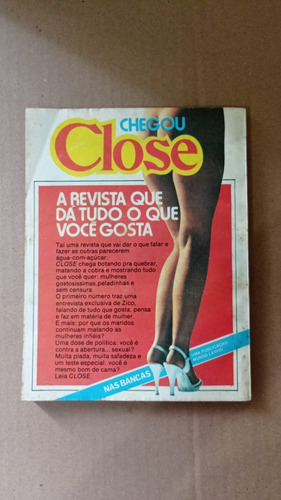 CHEGOU
Close
A REVISTA QUE
DÁ TUDO O QUE
VOCÊ GOSTA
Taí uma revista que vai dar o que falar e
fazer as outras parecerem
água-com-açúcar.
CLOSE chega botando pra quebrar,
matando a cobra e mostrando tudo
que você quer: mulheres
gostosíssimas, peladinhas e
sem censura.
O primeiro número traz uma
entrevista exclusiva de Zico,
falando de tudo que gosta, pensa
e faz em matéria de mulher.
E mais: por que os maridos
continuam matando as
mulheres infiéis?
Uma dose de política: você é
contra a abertura... sexual?
Muita piada, muita safadeza e
um teste especial: você é
mesmo bom de cama?
Leia CLOSE.
NAS BANCAS
UMA PUBLICAÇÃO